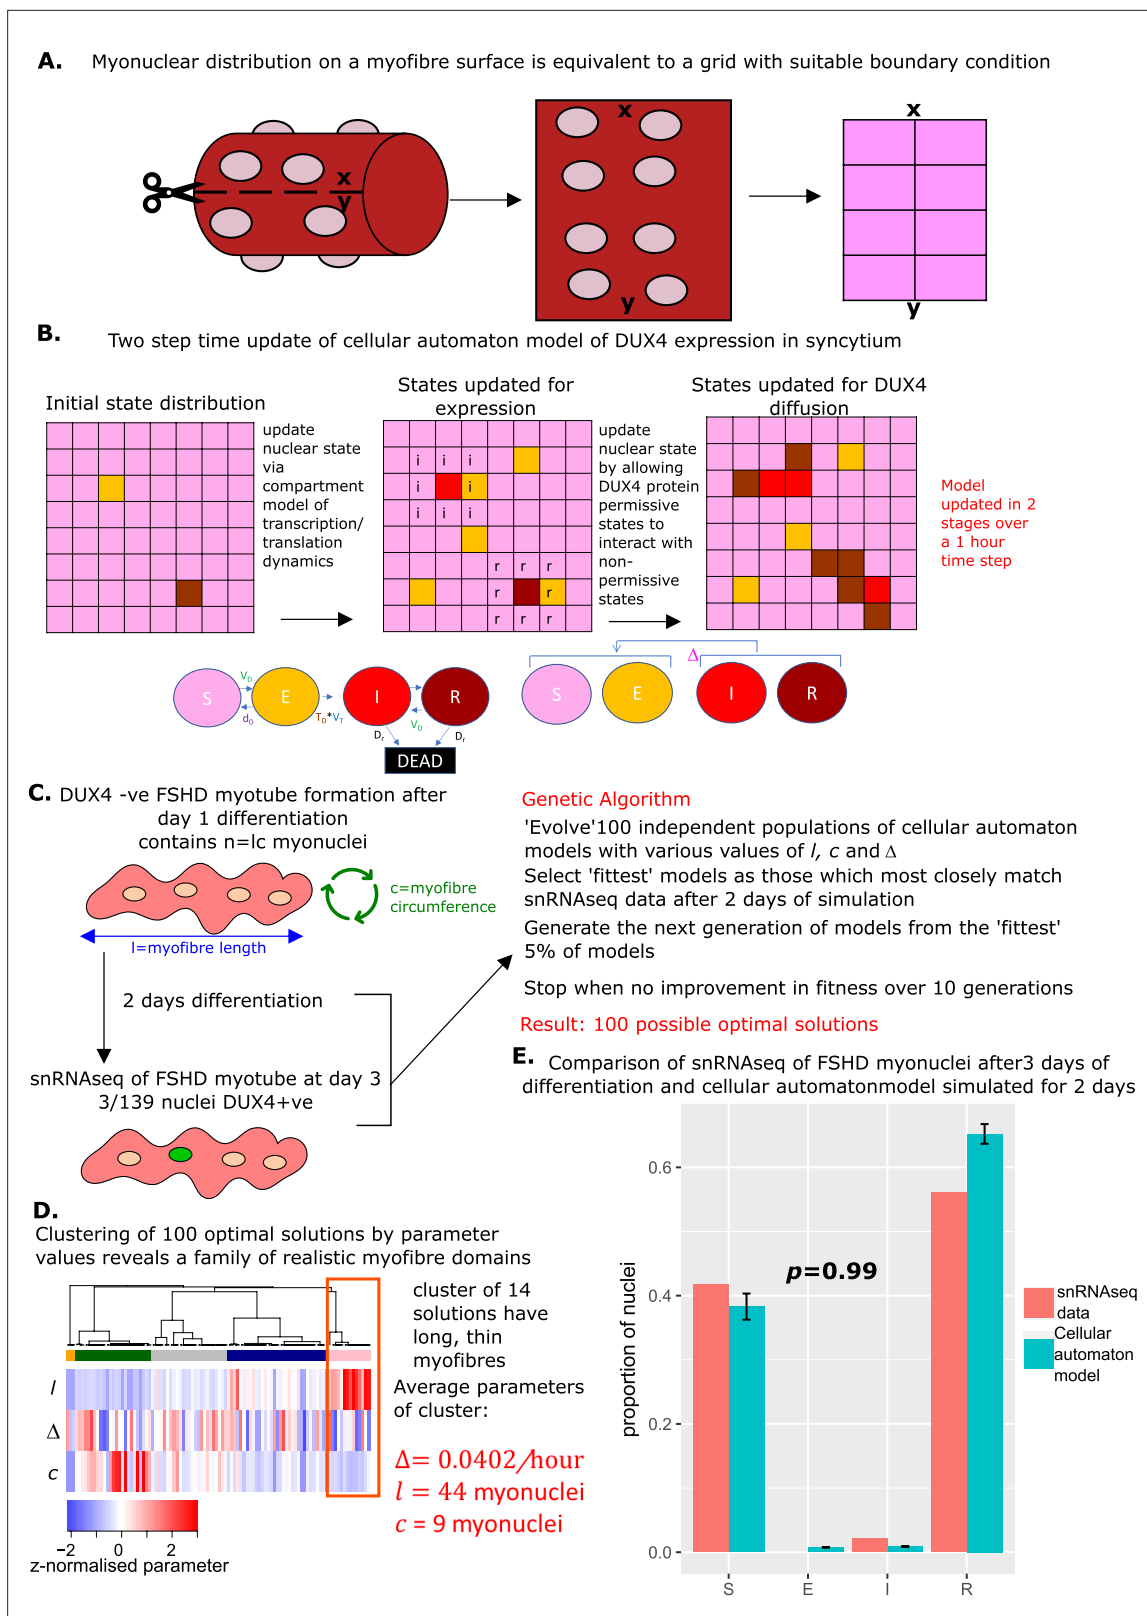 A. Myonuclear distribution on a myofibre surface is equivalent to a grid with suitable boundary condition
x
y
x
y
x
y
B. Two step time update of cellular automaton model of DUX4 expression in syncytium
Initial state distribution
update
nuclear state
via
compartment
model of
transcription/
translation
dynamics
States updated for
expression
i i i
i i
i i i
r r r
r r
r r r
update
nuclear state
by allowing
DUX4 protein
permissive
states to
interact with
non-
permissive
states
States updated for DUX4
diffusion
Model
updated in 2
stages over
a 1 hour
time step
S E I R
V_D
d_0
T_D*V_T
V_D
D_r D_r
DEAD
Δ
S E I R
C. DUX4 -ve FSHD myotube formation after
day 1 differentiation
contains n=lc myonuclei
c=myofibre
circumference
l=myofibre length
2 days differentiation
snRNAseq of FSHD myotube at day 3
3/139 nuclei DUX4+ve
Genetic Algorithm
'Evolve'100 independent populations of cellular automaton
models with various values of l, c and Δ
Select 'fittest' models as those which most closely match
snRNAseq data after 2 days of simulation
Generate the next generation of models from the 'fittest'
5% of models
Stop when no improvement in fitness over 10 generations
Result: 100 possible optimal solutions
D.
Clustering of 100 optimal solutions by parameter
values reveals a family of realistic myofibre domains
cluster of 14
solutions have
long, thin
myofibres
Average parameters
of cluster:
Δ= 0.0402/hour
l = 44 myonuclei
c = 9 myonuclei
l
Δ
c
−2 0 2
z-normalised parameter
E. Comparison of snRNAseq of FSHD myonuclei after3 days of
differentiation and cellular automatonmodel simulated for 2 days
proportion of nuclei
0.6
0.4
0.2
0.0
p=0.99
S E I R
snRNAseq
data
Cellular
automaton
model